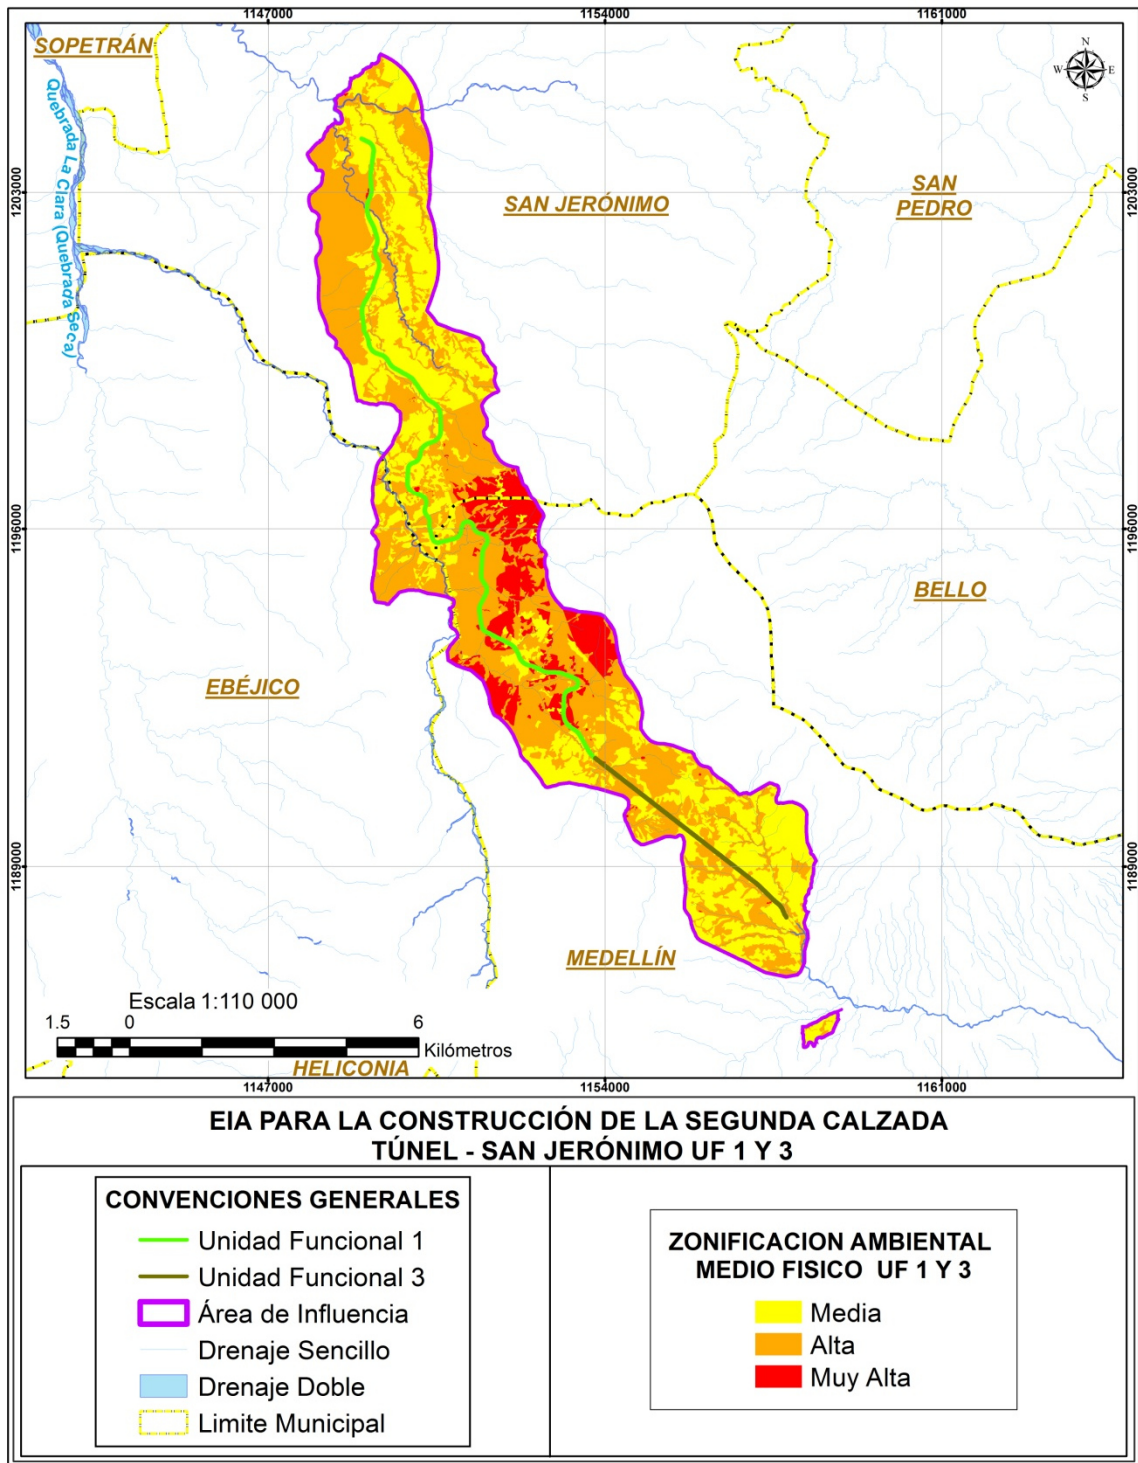 1147000
1154000
1161000
SOPETRÁN
N
W
E
S
Quebrada La Clara (Quebrada Seca)
1203000
1203000
SAN JERÓNIMO
SAN
PEDRO
1196000
1196000
BELLO
EBÉJICO
1189000
1189000
MEDELLÍN
Escala 1:110 000
1.5
0
6
Kilómetros
HELICONIA
1147000
1154000
1161000
EIA PARA LA CONSTRUCCIÓN DE LA SEGUNDA CALZADA
TÚNEL - SAN JERÓNIMO UF 1 Y 3
CONVENCIONES GENERALES
Unidad Funcional 1
Unidad Funcional 3
Área de Influencia
Drenaje Sencillo
Drenaje Doble
Limite Municipal
ZONIFICACION AMBIENTAL
MEDIO FISICO UF 1 Y 3
Media
Alta
Muy Alta